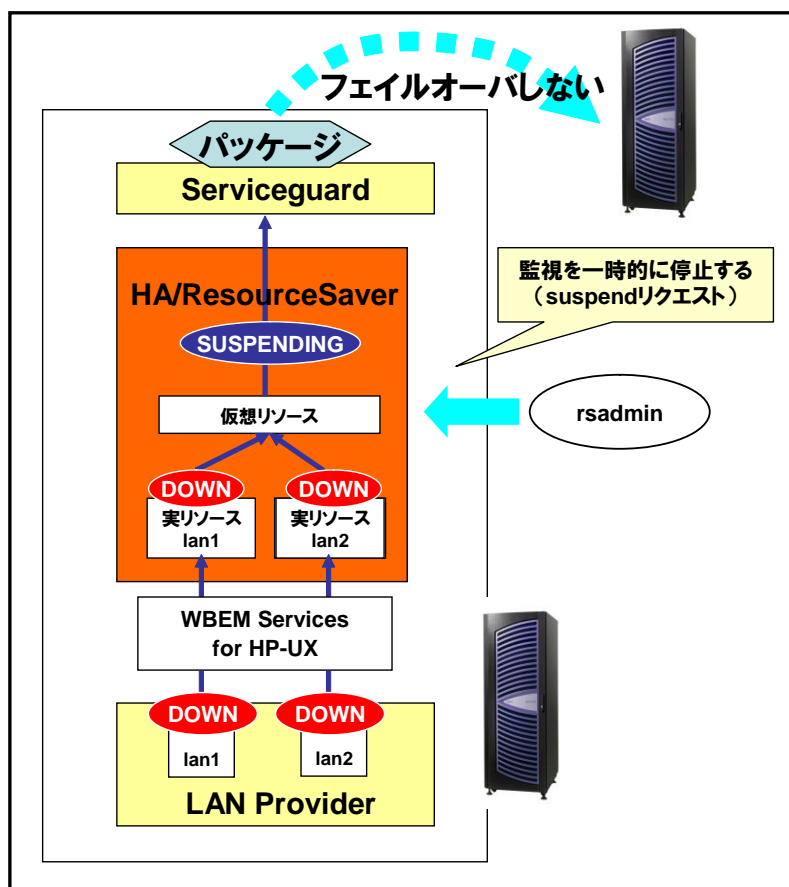 フェイルオーバしない
パッケージ
Serviceguard
HA/ResourceSaver
監視を一時的に停止する
（suspendリクエスト）
SUSPENDING
仮想リソース
rsadmin
DOWN
DOWN
実リソース
lan1
実リソース
lan2
WBEM Services
for HP-UX
DOWN
DOWN
lan1
lan2
LAN Provider